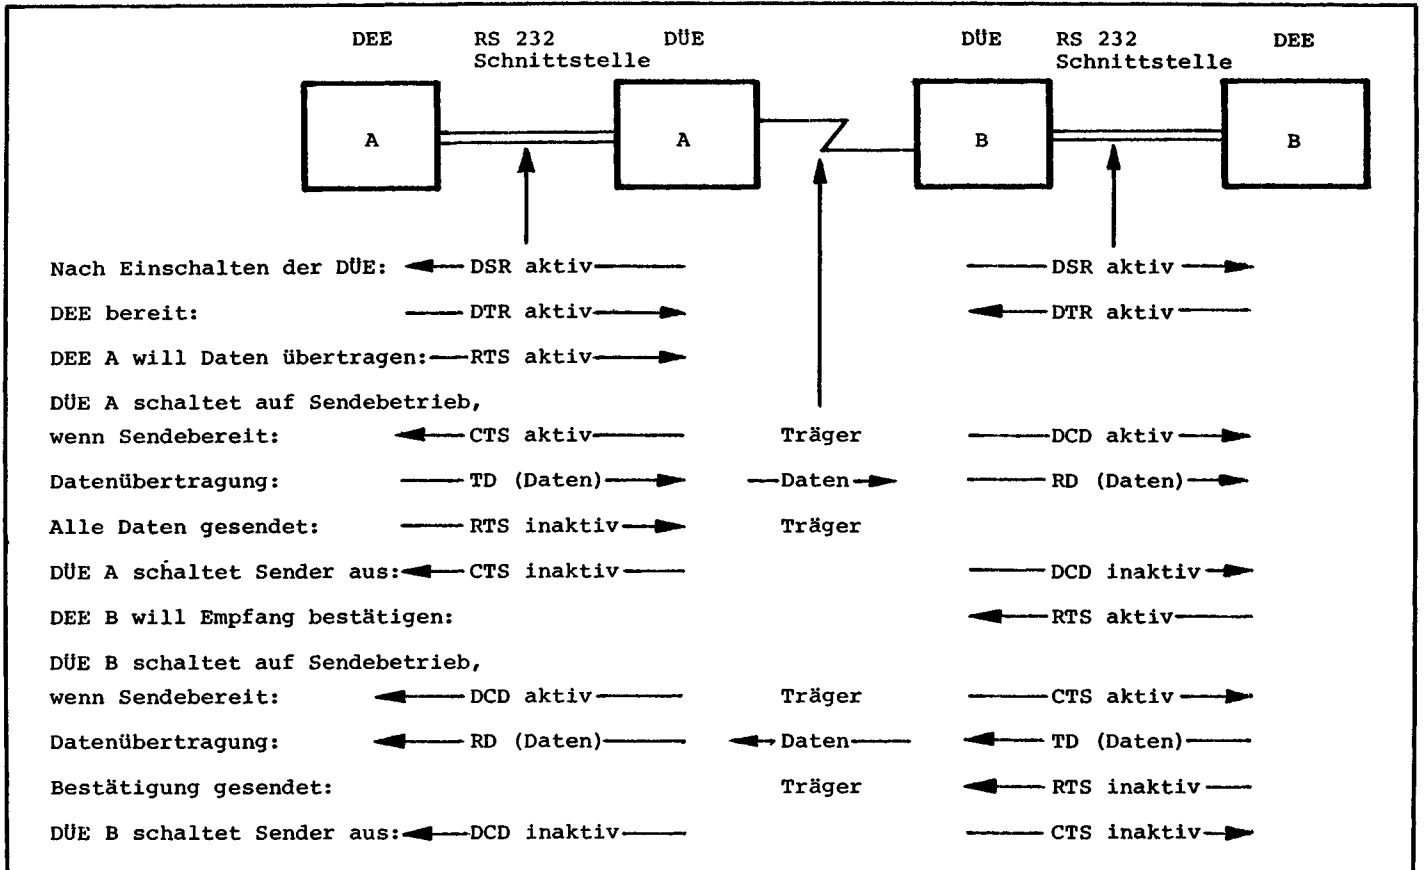 DEE RS 232 DÜE DÜE RS 232 DEE
Schnittstelle Schnittstelle
A A B B
Nach Einschalten der DÜE: DSR aktiv DSR aktiv
DEE bereit: DTR aktiv DTR aktiv
DEE A will Daten übertragen: RTS aktiv
DÜE A schaltet auf Sendebetrieb,
wenn Sendebereit: CTS aktiv Träger DCD aktiv
Datenübertragung: TD (Daten) Daten RD (Daten)
Alle Daten gesendet: RTS inaktiv Träger
DÜE A schaltet Sender aus: CTS inaktiv DCD inaktiv
DEE B will Empfang bestätigen: RTS aktiv
DÜE B schaltet auf Sendebetrieb,
wenn Sendebereit: DCD aktiv Träger CTS aktiv
Datenübertragung: RD (Daten) Daten TD (Daten)
Bestätigung gesendet: Träger RTS inaktiv
DÜE B schaltet Sender aus: DCD inaktiv CTS inaktiv